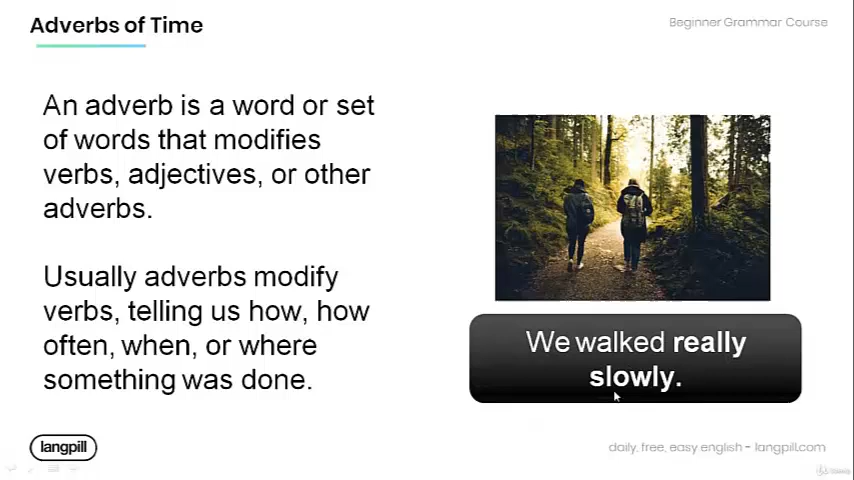 Adverbs of Time
Beginner Grammar Course
An adverb is a word or set
of words that modifies
verbs, adjectives, or other
adverbs.
Usually adverbs modify
verbs, telling us how, how
often, when, or where
something was done.
We walked really
slowly.
langpill
daily, free, easy english - langpill.com
Udemy